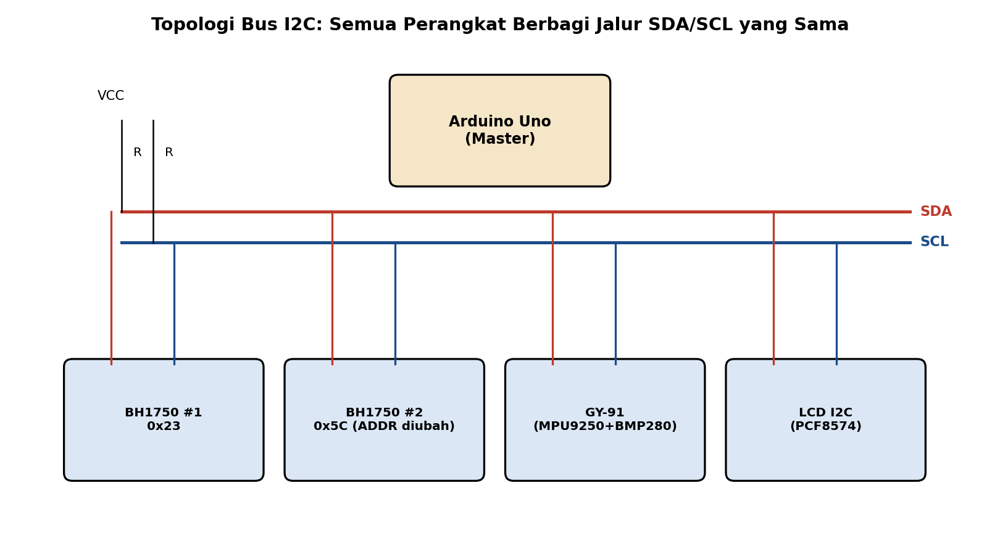 Topologi Bus I2C: Semua Perangkat Berbagi Jalur SDA/SCL yang Sama
VCC
R
R
Arduino Uno
(Master)
SDA
SCL
BH1750 #1
0x23
BH1750 #2
0x5C (ADDR diubah)
GY-91
(MPU9250+BMP280)
LCD I2C
(PCF8574)